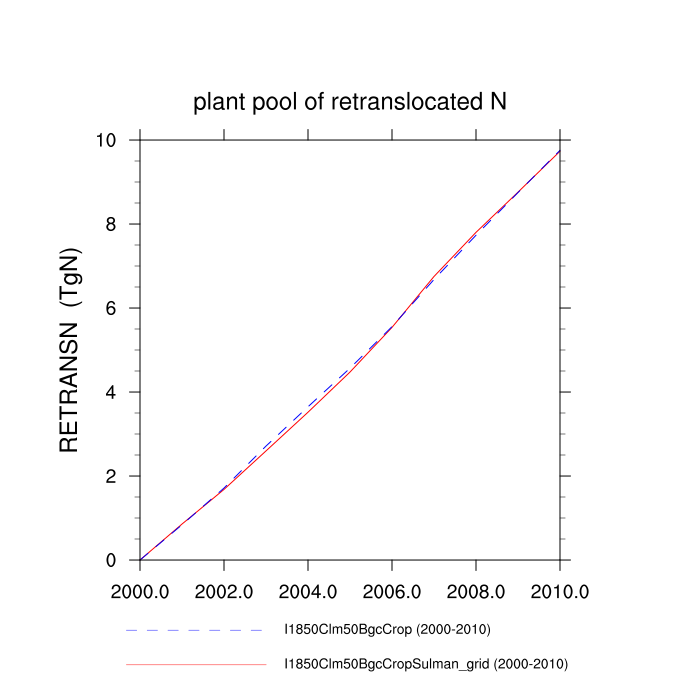 plant pool of retranslocated N
RETRANSN (TgN)
10
8
6
4
2
0
2000.0 2002.0 2004.0 2006.0 2008.0 2010.0
I1850Clm50BgcCrop (2000-2010)
I1850Clm50BgcCropSulman_grid (2000-2010)